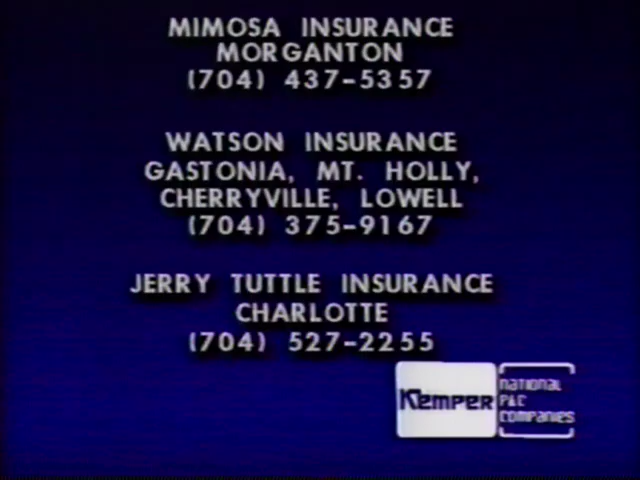 MIMOSA INSURANCE
MORGANTON
(704) 437-5357
WATSON INSURANCE
GASTONIA, MT. HOLLY,
CHERRYVILLE, LOWELL
(704) 375-9167
JERRY TUTTLE INSURANCE
CHARLOTTE
(704) 527-2255
Kemper
national
P&C
companies